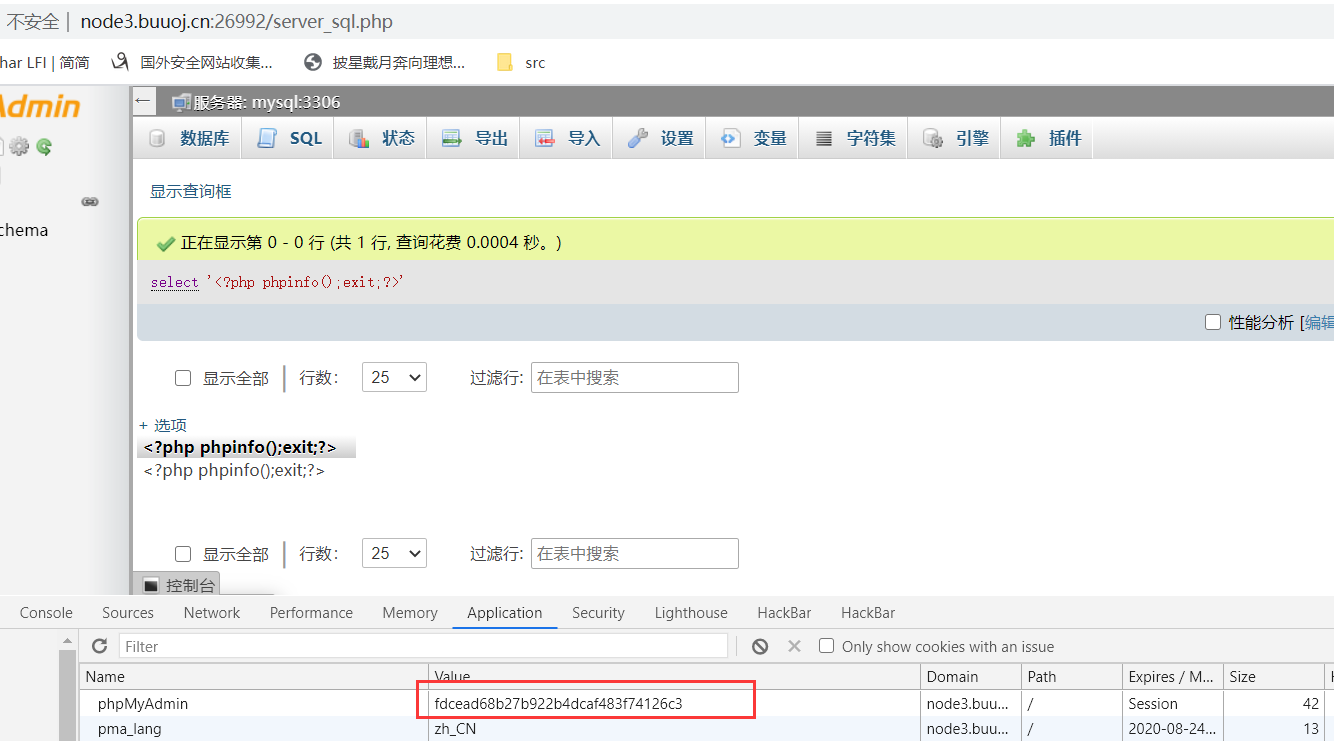 不安全 | node3.buuoj.cn:26992/server_sql.php
har LFI | 简简 国外安全网站收集... 披星戴月奔向理想... src
Admin
← 服务器: mysql:3306
数据库 SQL 状态 导出 导入 设置 变量 字符集 引擎 插件
显示查询框
chema
正在显示第 0 - 0 行 (共 1 行, 查询花费 0.0004 秒。)
select '<?php phpinfo();exit;?>'
性能分析 [编辑
显示全部 行数: 25 过滤行: 在表中搜索
+ 选项
<?php phpinfo();exit;?>
<?php phpinfo();exit;?>
显示全部 行数: 25 过滤行: 在表中搜索
控制台
Console Sources Network Performance Memory Application Security Lighthouse HackBar HackBar
Filter Only show cookies with an issue
Name Value Domain Path Expires / M... Size
phpMyAdmin fdcead68b27b922b4dcaf483f74126c3 node3.buu... / Session 42
pma_lang zh_CN node3.buu... / 2020-08-24... 13